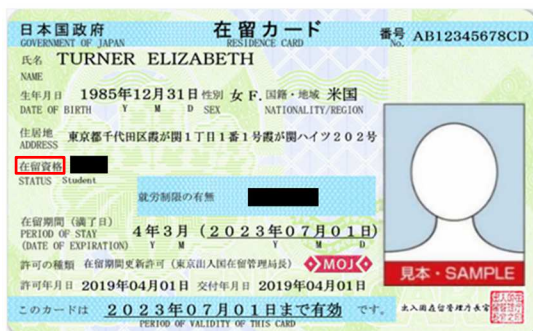 日本国政府 在留カード 番号 AB12345678CD
GOVERNMENT OF JAPAN RESIDENCE CARD No.
氏名 TURNER ELIZABETH
NAME
生年月日 1985年12月31日 性別 女 F. 国籍・地域 米国
DATE OF BIRTH Y M D SEX NATIONALITY/REGION
住居地 東京都千代田区霞が関1丁目1番1号霞が関ハイツ202号
ADDRESS
在留資格
STATUS Student
就労制限の有無
在留期間(満了日) 4年3月(2023年07月01日)
PERIOD OF STAY
(DATE OF EXPIRATION) Y M Y M D
許可の種類 在留期間更新許可(東京出入国在留管理局長) MOJ
見本・SAMPLE
許可年月日 2019年04月01日 交付年月日 2019年04月01日
このカードは 2023年07月01日まで有効 です。 出入国在留管理庁長官
PERIOD OF VALIDITY OF THIS CARD